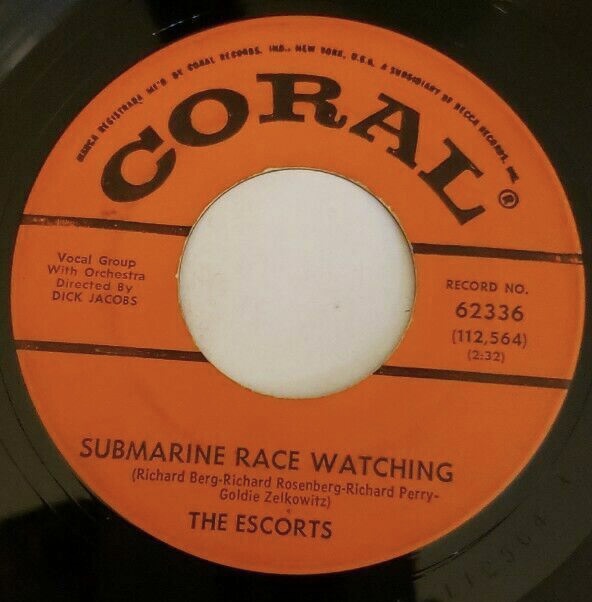 MARCA REGISTRADA MF'D BY CORAL RECORDS, INC., NEW YORK, U.S.A. A SUBSIDIARY OF DECCA RECORDS, INC.
CORAL®
Vocal Group
With Orchestra
Directed By
DICK JACOBS
RECORD NO.
62336
(112,564)
(2:32)
SUBMARINE RACE WATCHING
(Richard Berg-Richard Rosenberg-Richard Perry-
Goldie Zelkowitz)
THE ESCORTS